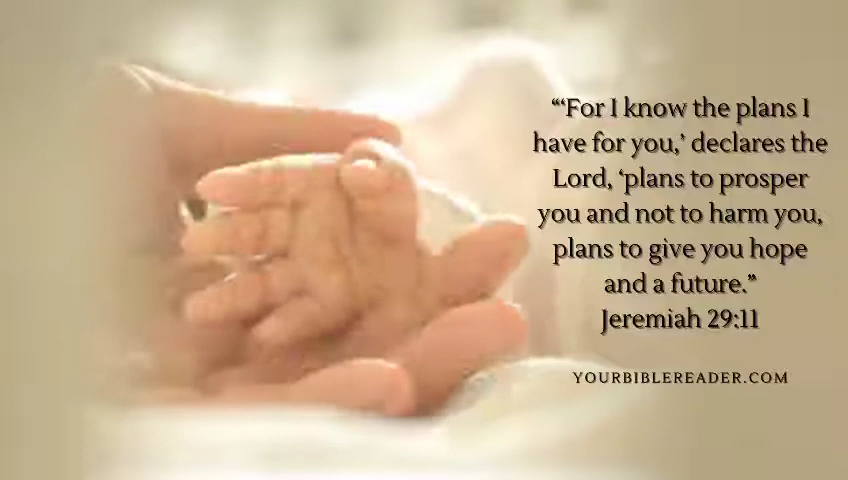 “‘For I know the plans I
have for you,’ declares the
Lord, ‘plans to prosper
you and not to harm you,
plans to give you hope
and a future.”
Jeremiah 29:11
YOURBIBLEREADER.COM